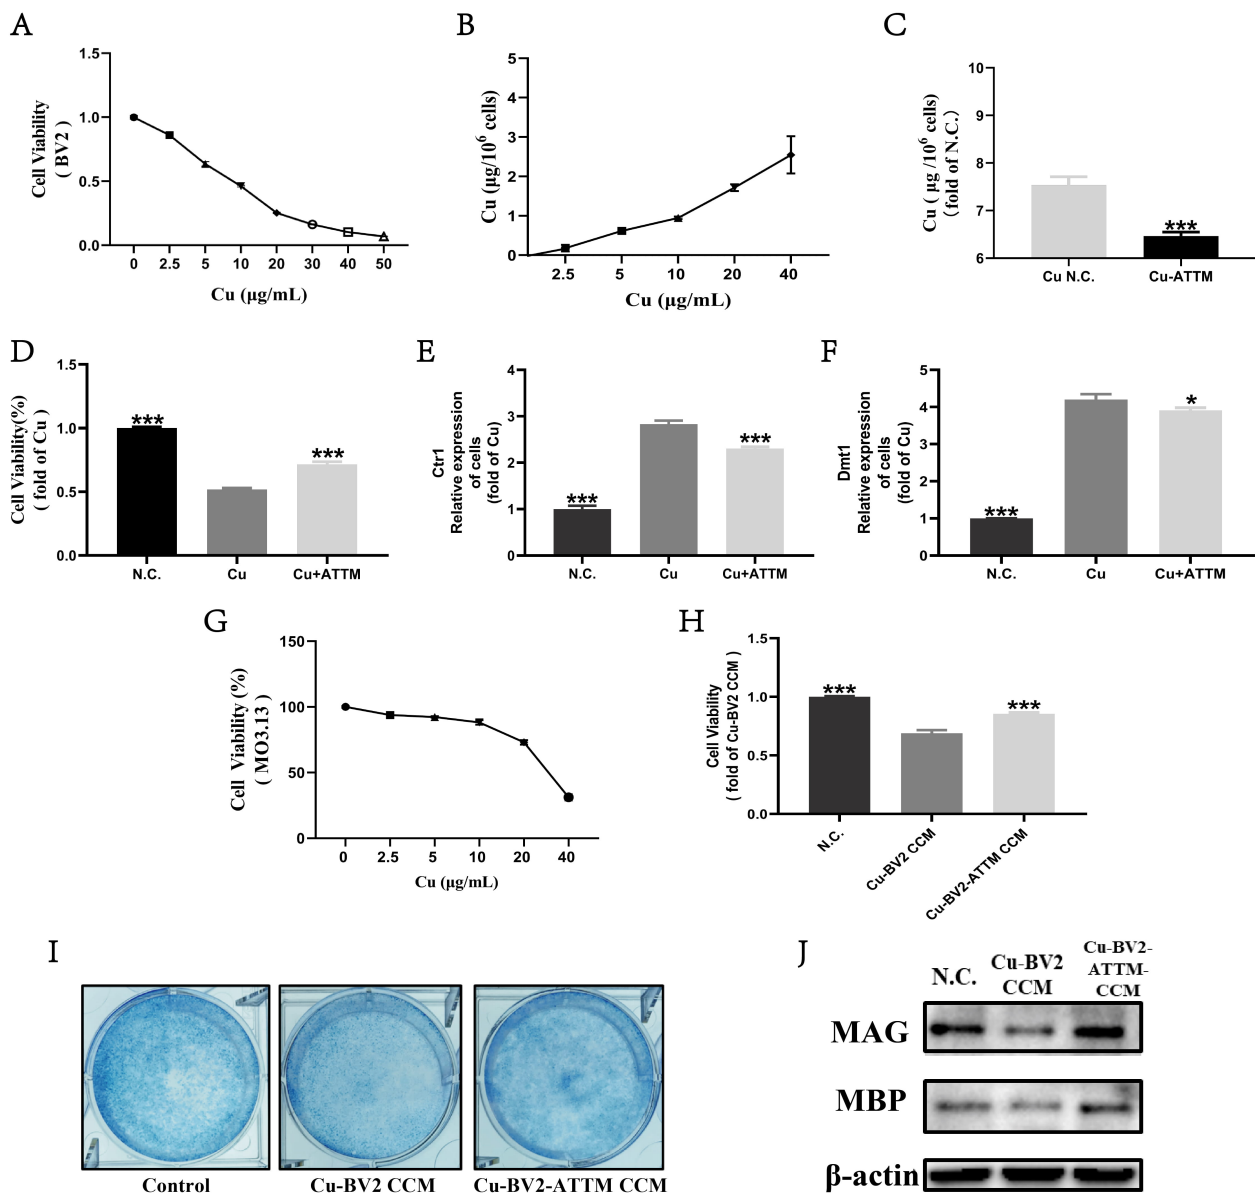 A
Cell Viability
( BV2 )
1.5
1.0
0.5
0.0
0 2.5 5 10 20 30 40 50
Cu (μg/mL)
B
Cu (μg/10⁶ cells)
5
4
3
2
1
0
2.5 5 10 20 40
Cu (μg/mL)
C
Cu ( μg /10⁶ cells)
(fold of N.C.)
10
9
8
7
6
***
Cu N.C. Cu-ATTM
D
Cell Viability(%)
( fold of Cu )
1.5
1.0
0.5
0.0
*** ***
N.C. Cu Cu+ATTM
E
Ctr1
Relative expression
of cells
(fold of Cu)
4
3
2
1
0
*** ***
N.C. Cu Cu+ATTM
F
Dmt1
Relative expression
of cells
(fold of Cu)
5
4
3
2
1
0
*** *
N.C. Cu Cu+ATTM
G
Cell Viability (%)
( MO3.13 )
150
100
50
0
0 2.5 5 10 20 40
Cu (μg/mL)
H
Cell Viability
( fold of Cu-BV2 CCM )
1.5
1.0
0.5
0.0
*** ***
N.C. Cu-BV2 CCM Cu-BV2-ATTM CCM
I
Control Cu-BV2 CCM Cu-BV2-ATTM CCM
J
N.C.
Cu-BV2
CCM
Cu-BV2-
ATTM-
CCM
MAG
MBP
β-actin